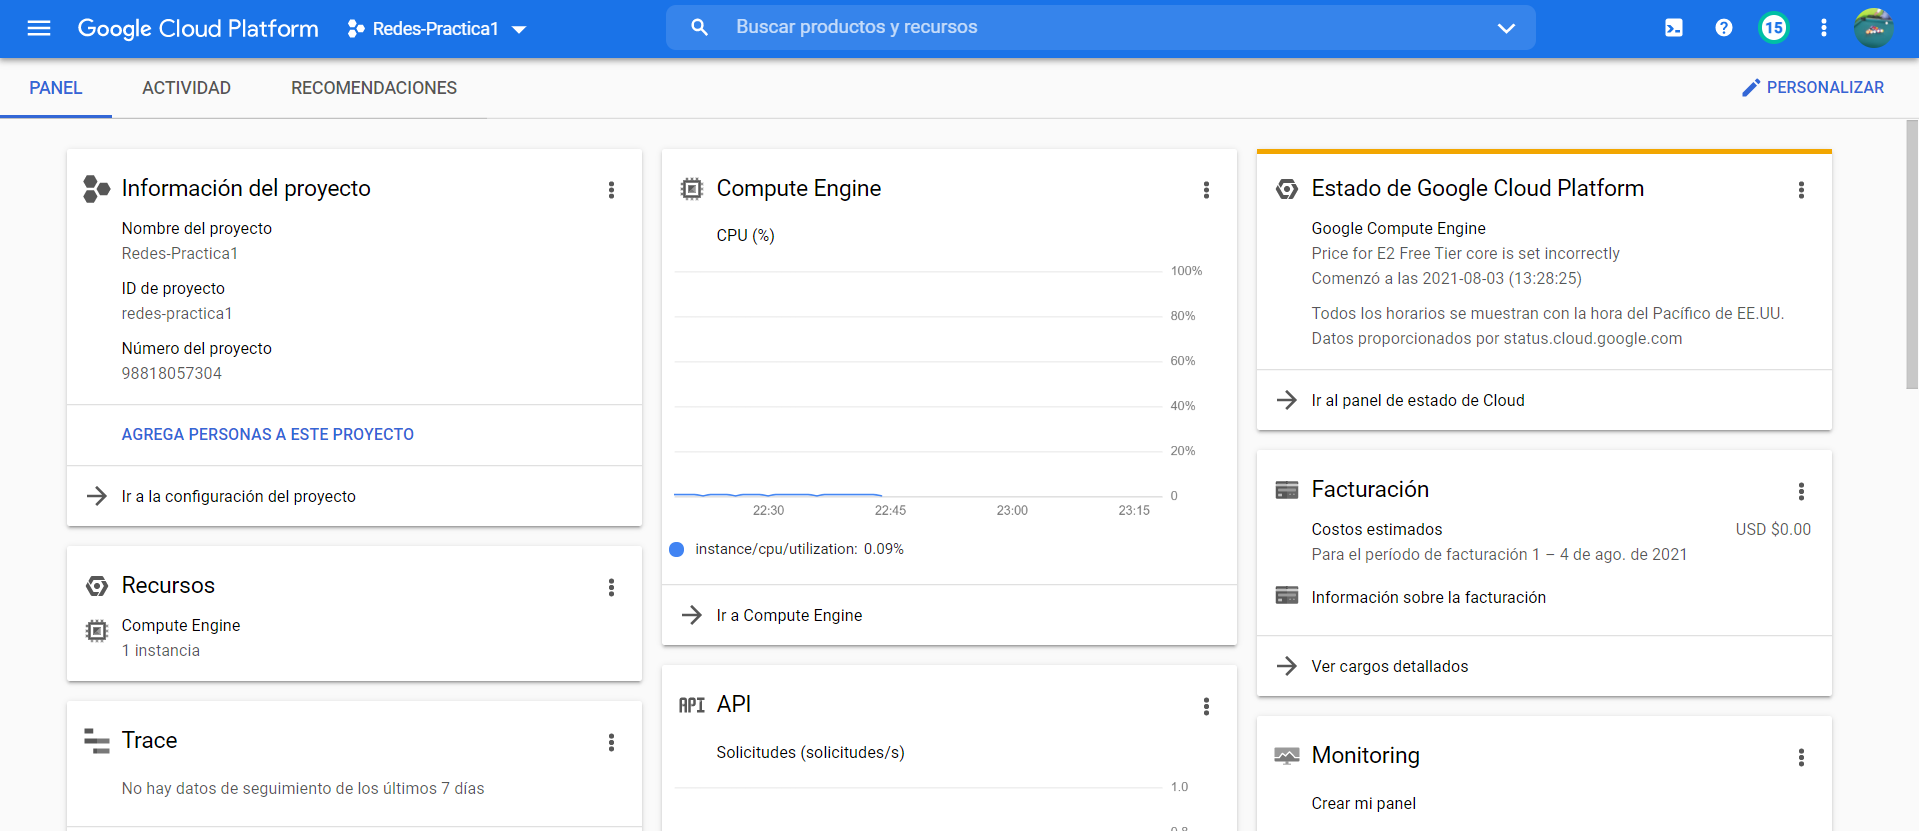 Google Cloud Platform
Redes-Practica1
Buscar productos y recursos
15
PANEL
ACTIVIDAD
RECOMENDACIONES
PERSONALIZAR
Información del proyecto
Nombre del proyecto
Redes-Practica1
ID de proyecto
redes-practica1
Número del proyecto
98818057304
AGREGA PERSONAS A ESTE PROYECTO
Ir a la configuración del proyecto
Recursos
Compute Engine
1 instancia
Trace
No hay datos de seguimiento de los últimos 7 días
Compute Engine
CPU (%)
100%
80%
60%
40%
20%
0
22:30 22:45 23:00 23:15
instance/cpu/utilization: 0.09%
Ir a Compute Engine
API API
Solicitudes (solicitudes/s)
1.0
Estado de Google Cloud Platform
Google Compute Engine
Price for E2 Free Tier core is set incorrectly
Comenzó a las 2021-08-03 (13:28:25)
Todos los horarios se muestran con la hora del Pacífico de EE.UU.
Datos proporcionados por status.cloud.google.com
Ir al panel de estado de Cloud
Facturación
Costos estimados USD $0.00
Para el período de facturación 1 – 4 de ago. de 2021
Información sobre la facturación
Ver cargos detallados
Monitoring
Crear mi panel